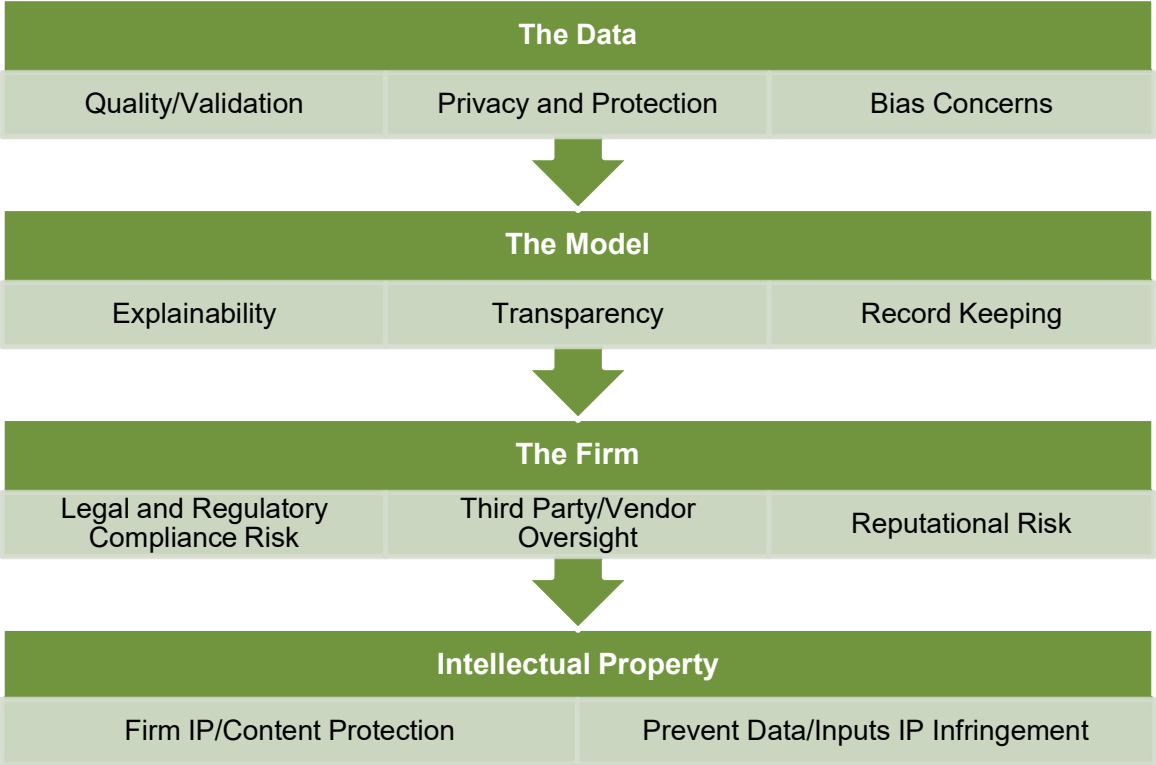 The Data
Quality/Validation
Privacy and Protection
Bias Concerns
The Model
Explainability
Transparency
Record Keeping
The Firm
Legal and Regulatory
Compliance Risk
Third Party/Vendor
Oversight
Reputational Risk
Intellectual Property
Firm IP/Content Protection
Prevent Data/Inputs IP Infringement